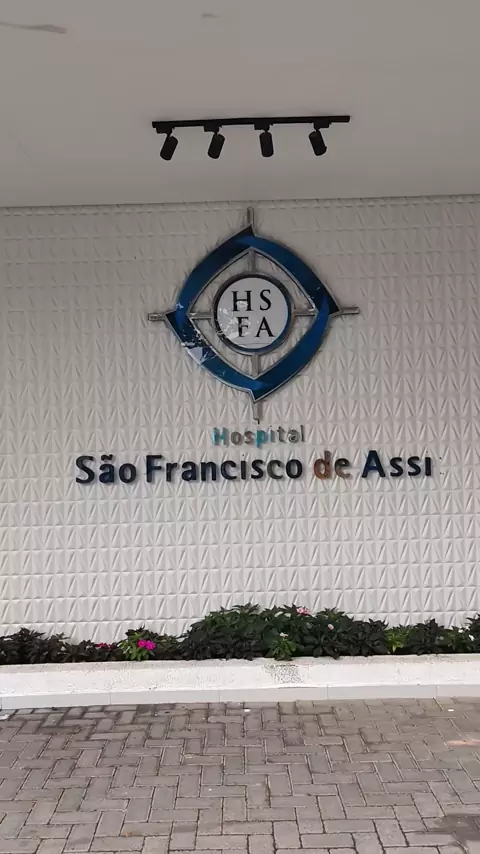 HS
FA
Hospital
São Francisco de Assi